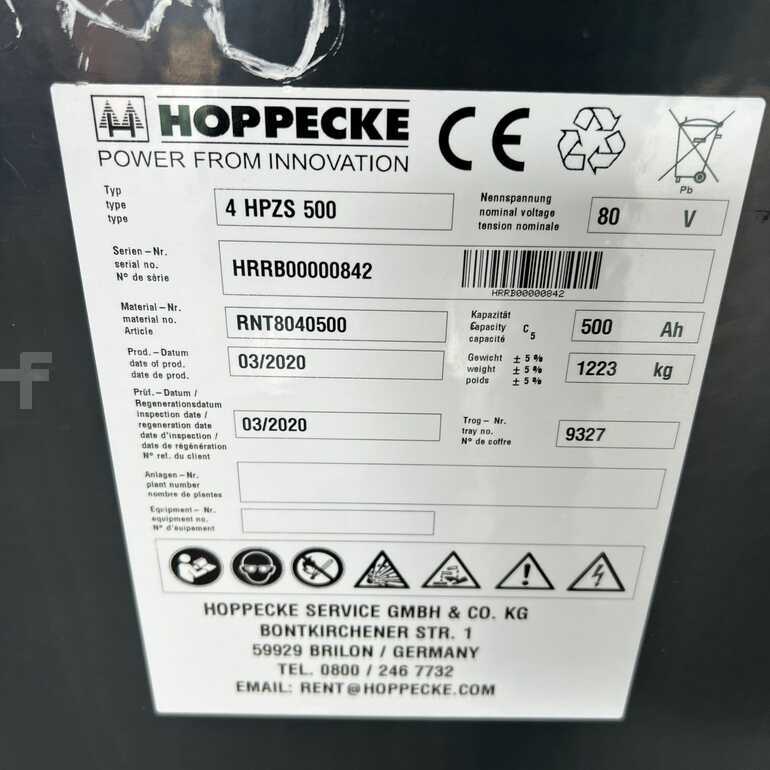 HOPPECKE
POWER FROM INNOVATION
CE
Pb
Typ
type
type
4 HPZS 500
Nennspannung
nominal voltage
tension nominale
80 V
Serien – Nr.
serial no.
N° de série
HRRB00000842
HRRB00000842
Material – Nr.
material no.
Article
RNT8040500
Kapazität
Capacity C5
capacité
500 Ah
Prod. – Datum
date of prod.
date de prod.
03/2020
Gewicht ± 5 %
weight ± 5 %
poids ± 5 %
1223 kg
Prüf. – Datum /
Regenerationsdatum
inspection date /
regeneration date
date d'inspection /
date de régénération
N° ref. du client
03/2020
Trog – Nr.
tray no.
N° de coffre
9327
Anlagen – Nr.
plant number
nombre de plantes
Equipment – Nr.
equipment no.
N° d'éuipement
HOPPECKE SERVICE GMBH & CO. KG
BONTKIRCHENER STR. 1
59929 BRILON / GERMANY
TEL. 0800 / 246 7732
EMAIL: RENT@HOPPECKE.COM